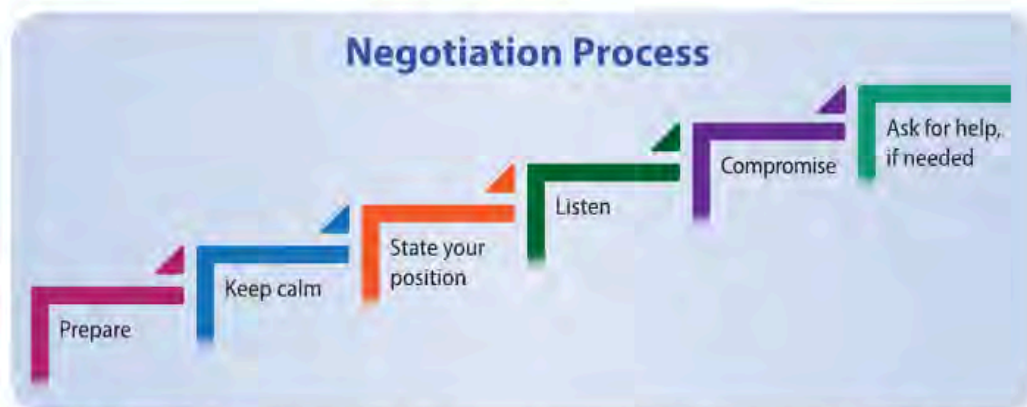 Negotiation Process
Prepare
Keep calm
State your
position
Listen
Compromise
Ask for help,
if needed